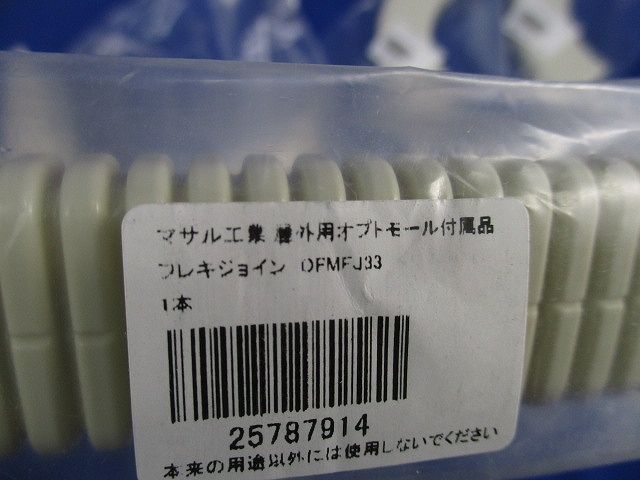 マサル工業 屋外用オプトモール付属品
フレキジョイン OFMFJ33
1本
25787914
本来の用途以外には使用しないでください